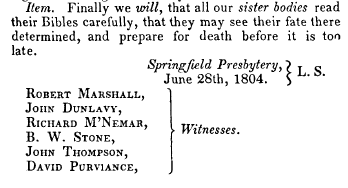 Item. Finally we will, that all our sister bodies read
their Bibles carefully, that they may see their fate there
determined, and prepare for death before it is too
late.
Springfield Presbytery, } L. S.
June 28th, 1804.
ROBERT MARSHALL,
JOHN DUNLAVY,
RICHARD M'NEMAR,
B. W. STONE, } Witnesses.
JOHN THOMPSON,
DAVID PURVIANCE,